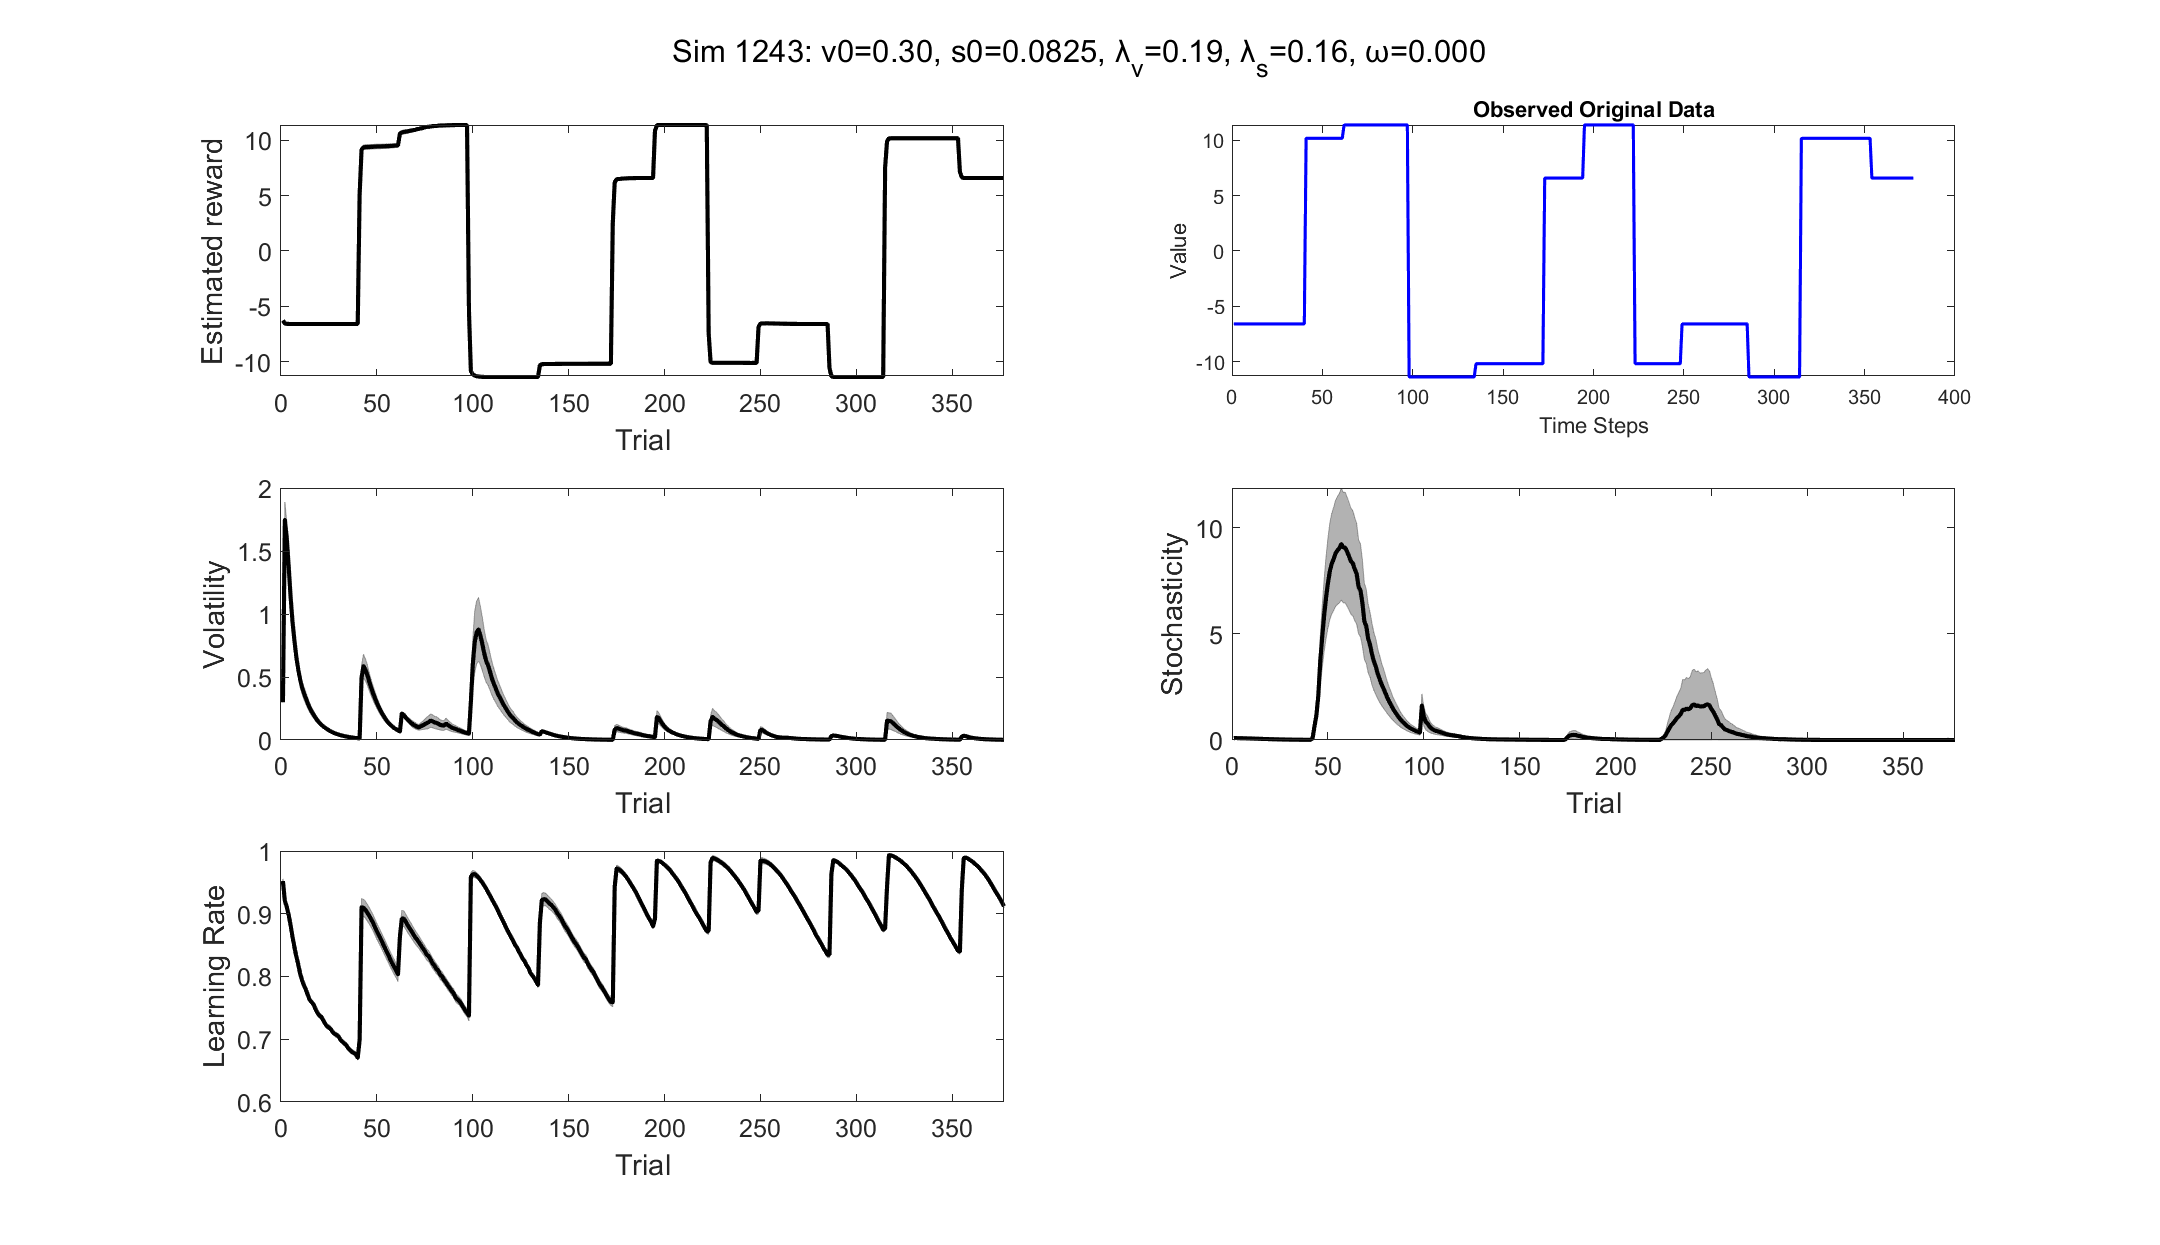 Sim 1243: v0=0.30, s0=0.0825, λv=0.19, λs=0.16, ω=0.000
Estimated reward
10
5
0
-5
-10
0 50 100 150 200 250 300 350
Trial
Observed Original Data
Value
10
5
0
-5
-10
0 50 100 150 200 250 300 350 400
Time Steps
Volatility
2
1.5
1
0.5
0
0 50 100 150 200 250 300 350
Trial
Stochasticity
10
5
0
0 50 100 150 200 250 300 350
Trial
Learning Rate
1
0.9
0.8
0.7
0.6
0 50 100 150 200 250 300 350
Trial